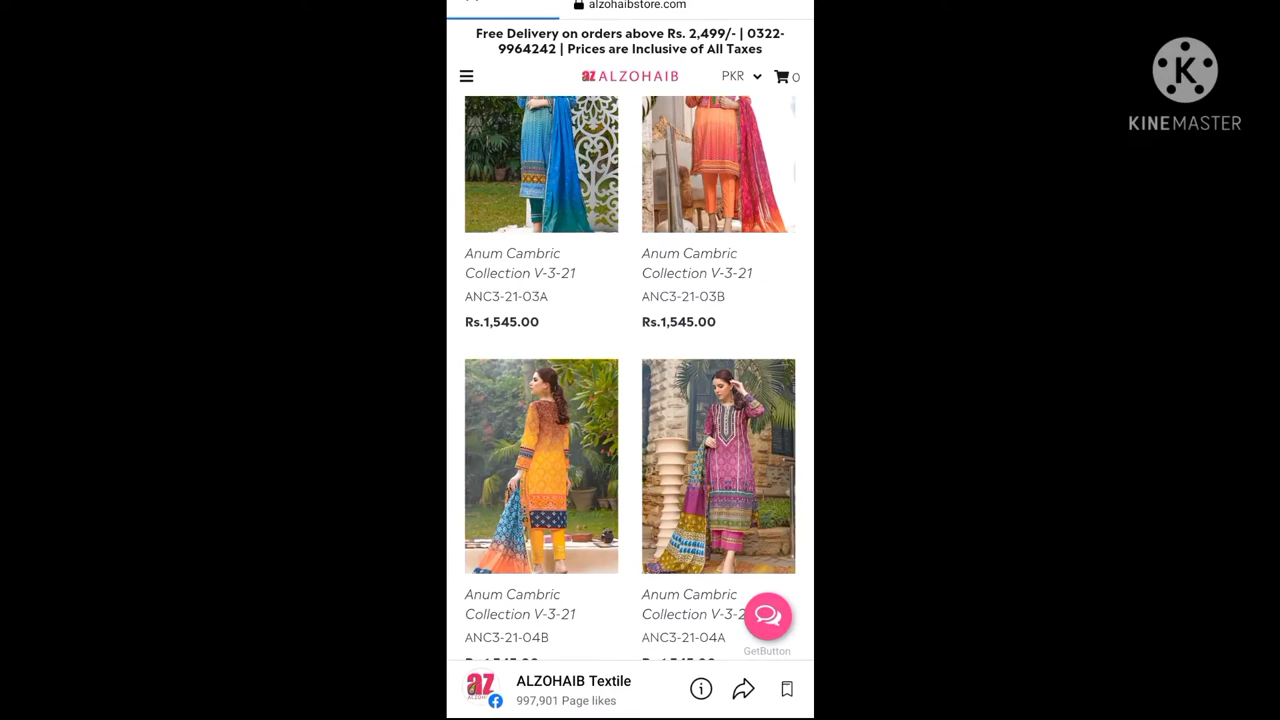 alzohaibstore.com
Free Delivery on orders above Rs. 2,499/- | 0322-
9964242 | Prices are Inclusive of All Taxes
az ALZOHAIB
PKR
0
K
KINEMASTER
Anum Cambric
Collection V-3-21
ANC3-21-03A
Rs.1,545.00
Anum Cambric
Collection V-3-21
ANC3-21-03B
Rs.1,545.00
Anum Cambric
Collection V-3-21
ANC3-21-04B
Anum Cambric
Collection V-3-2
ANC3-21-04A
GetButton
az
ALZOHAIB Textile
997,901 Page likes